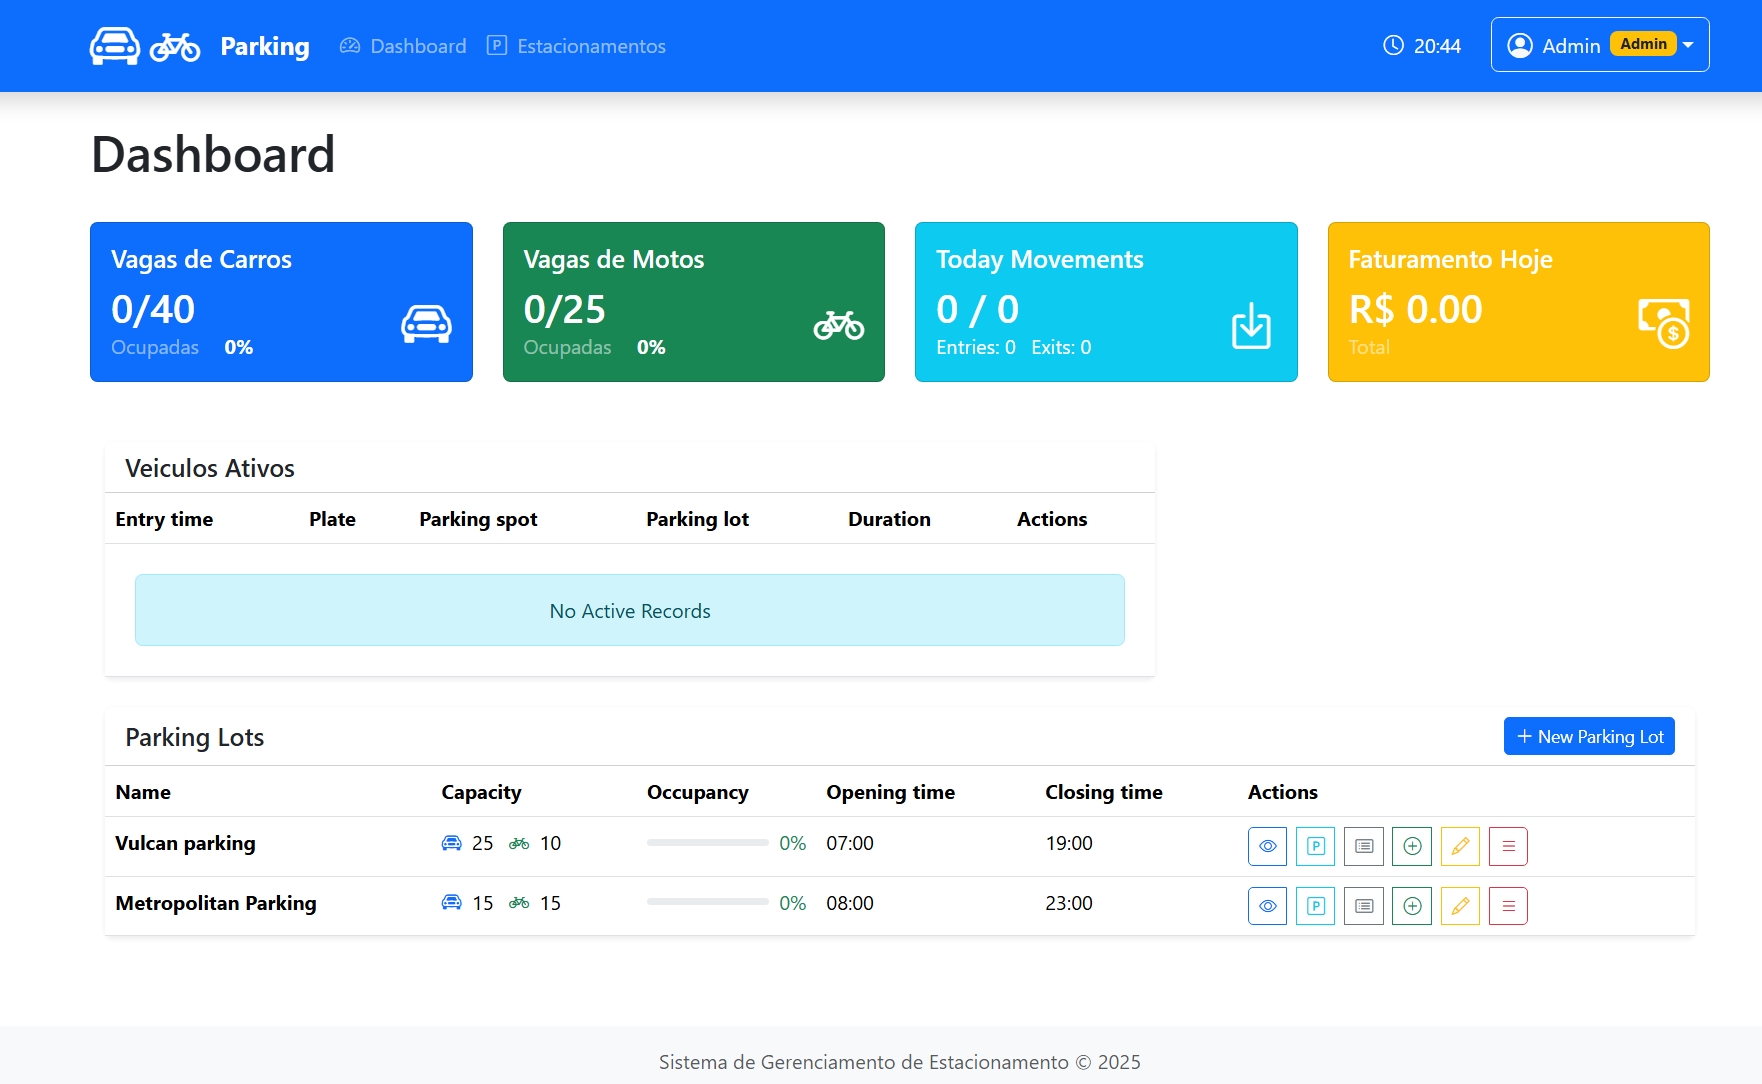 Parking Dashboard Estacionamentos 20:44 Admin Admin
Dashboard
Vagas de Carros
0/40
Ocupadas 0%
Vagas de Motos
0/25
Ocupadas 0%
Today Movements
0 / 0
Entries: 0 Exits: 0
Faturamento Hoje
R$ 0.00
Total
Veiculos Ativos
Entry time Plate Parking spot Parking lot Duration Actions
No Active Records
Parking Lots + New Parking Lot
Name Capacity Occupancy Opening time Closing time Actions
Vulcan parking 25 10 0% 07:00 19:00
Metropolitan Parking 15 15 0% 08:00 23:00
Sistema de Gerenciamento de Estacionamento © 2025